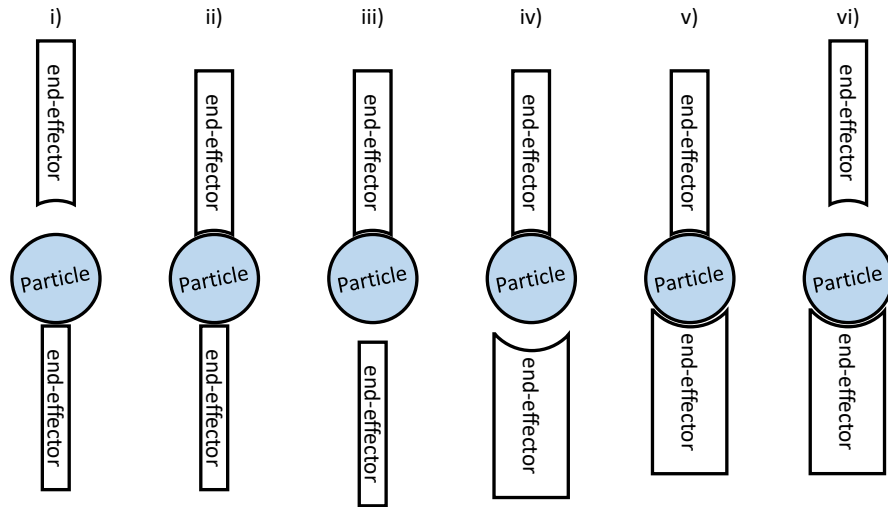 i)
ii)
iii)
iv)
v)
vi)
end-effector
end-effector
end-effector
end-effector
end-effector
end-effector
Particle
Particle
Particle
Particle
Particle
Particle
end-effector
end-effector
end-effector
end-effector
end-effector
end-effector